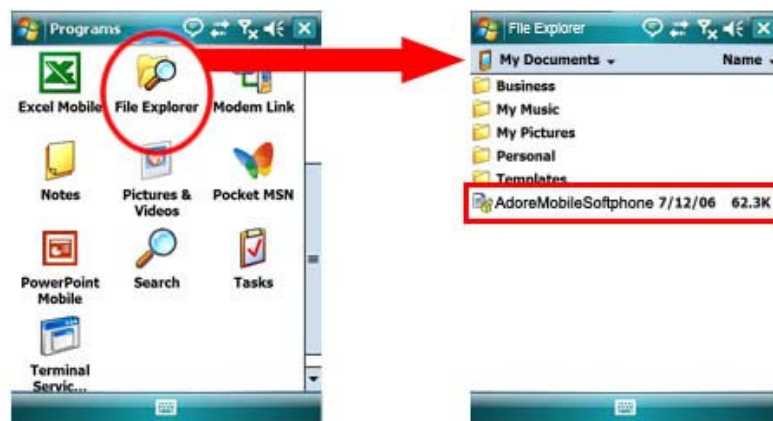 Programs
Excel Mobile File Explorer Modem Link
Notes Pictures & Videos Pocket MSN
PowerPoint Mobile Search Tasks
Terminal Servic...
File Explorer
My Documents Name
Business
My Music
My Pictures
Personal
Templates
AdoreMobileSoftphone 7/12/06 62.3K